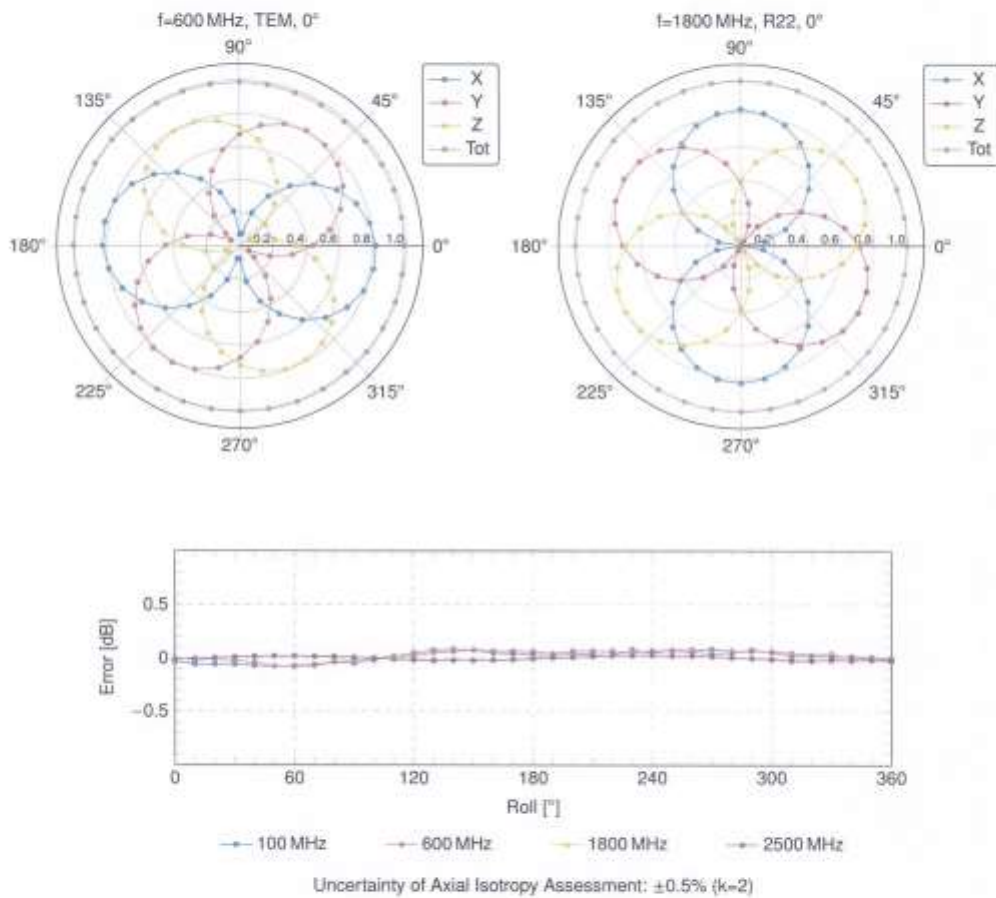 f=600 MHz, TEM, 0°
90°
135°
45°
X
Y
Z
Tot
180°
0.2 0.4 0.6 0.8 1.0
0°
225°
315°
270°
f=1800 MHz, R22, 0°
90°
135°
45°
X
Y
Z
Tot
180°
0.2 0.4 0.6 0.8 1.0
0°
225°
315°
270°
Error [dB]
0.5
0
−0.5
0 60 120 180 240 300 360
Roll [°]
100 MHz 600 MHz 1800 MHz 2500 MHz
Uncertainty of Axial Isotropy Assessment: ±0.5% (k=2)